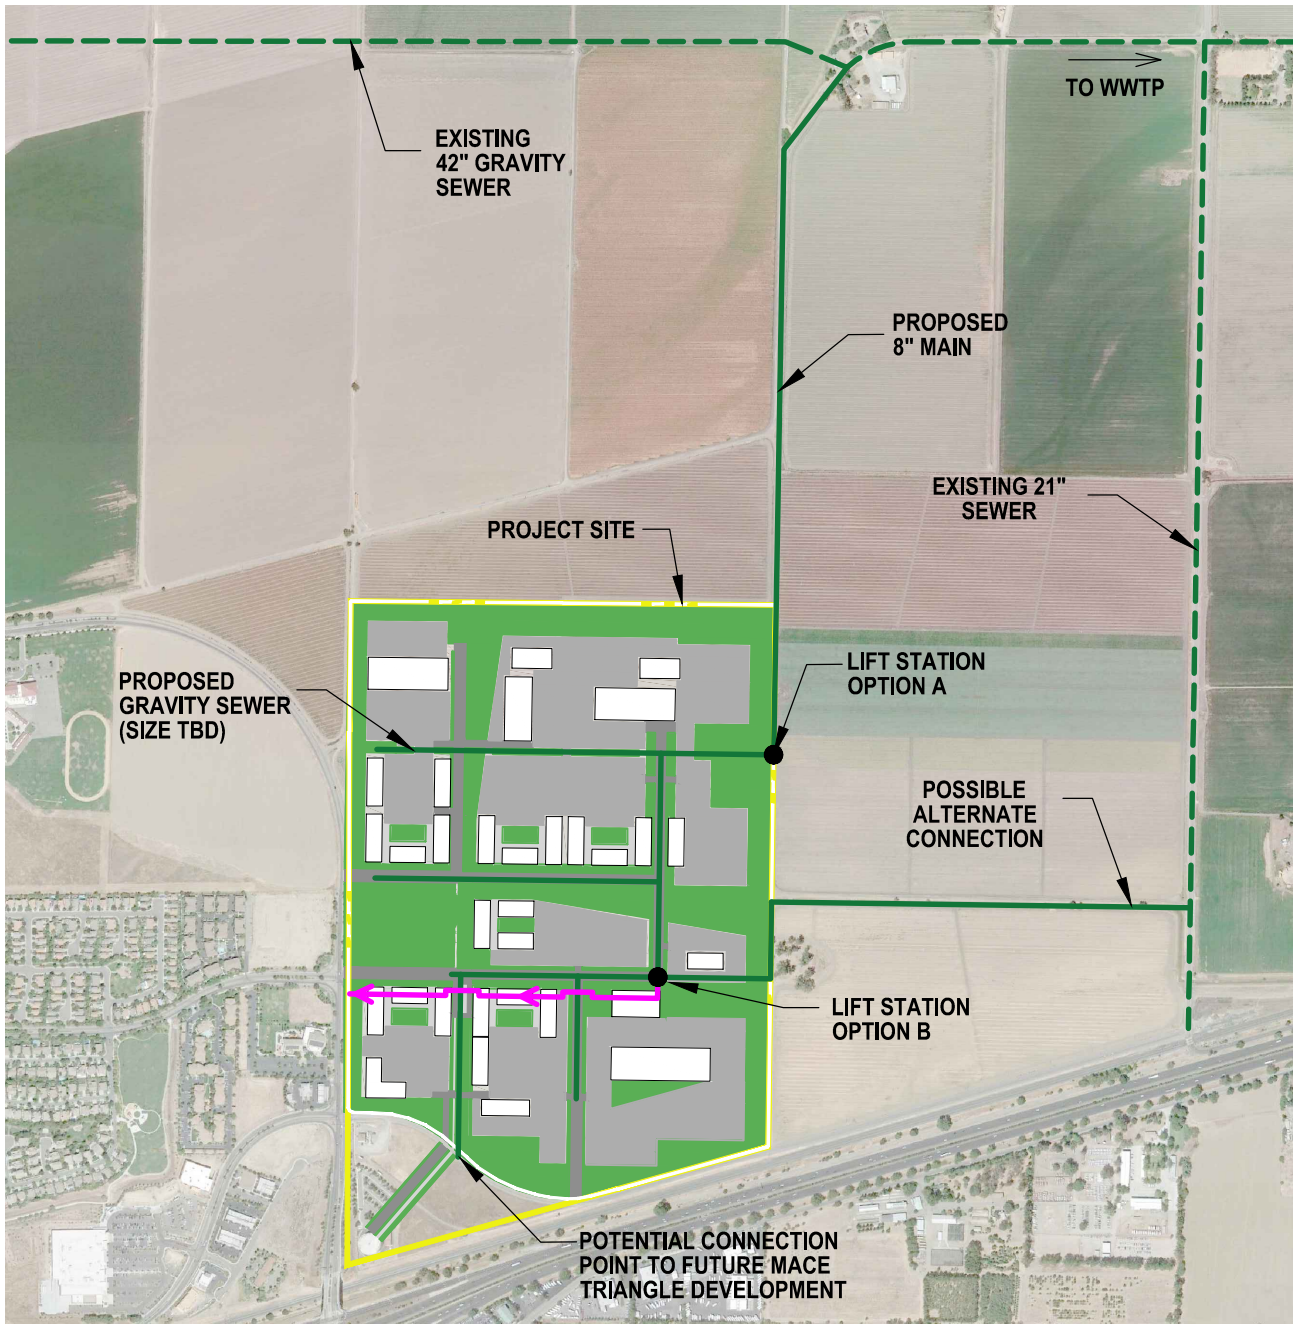 TO WWTP
EXISTING
42" GRAVITY
SEWER
PROPOSED
8" MAIN
EXISTING 21"
SEWER
PROJECT SITE
LIFT STATION
OPTION A
PROPOSED
GRAVITY SEWER
(SIZE TBD)
POSSIBLE
ALTERNATE
CONNECTION
LIFT STATION
OPTION B
POTENTIAL CONNECTION
POINT TO FUTURE MACE
TRIANGLE DEVELOPMENT